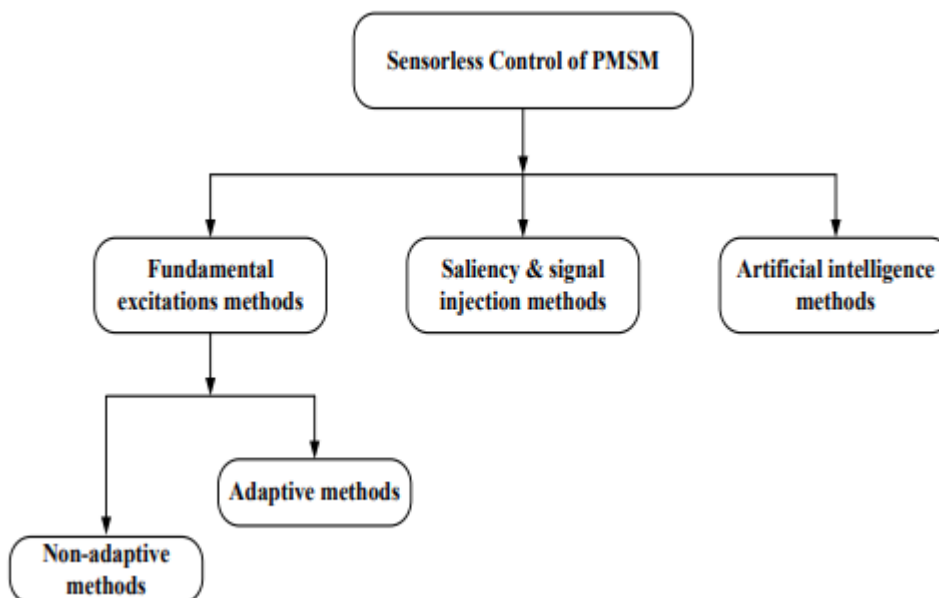 Sensorless Control of PMSM
Fundamental
excitations methods
Saliency & signal
injection methods
Artificial intelligence
methods
Adaptive methods
Non-adaptive
methods